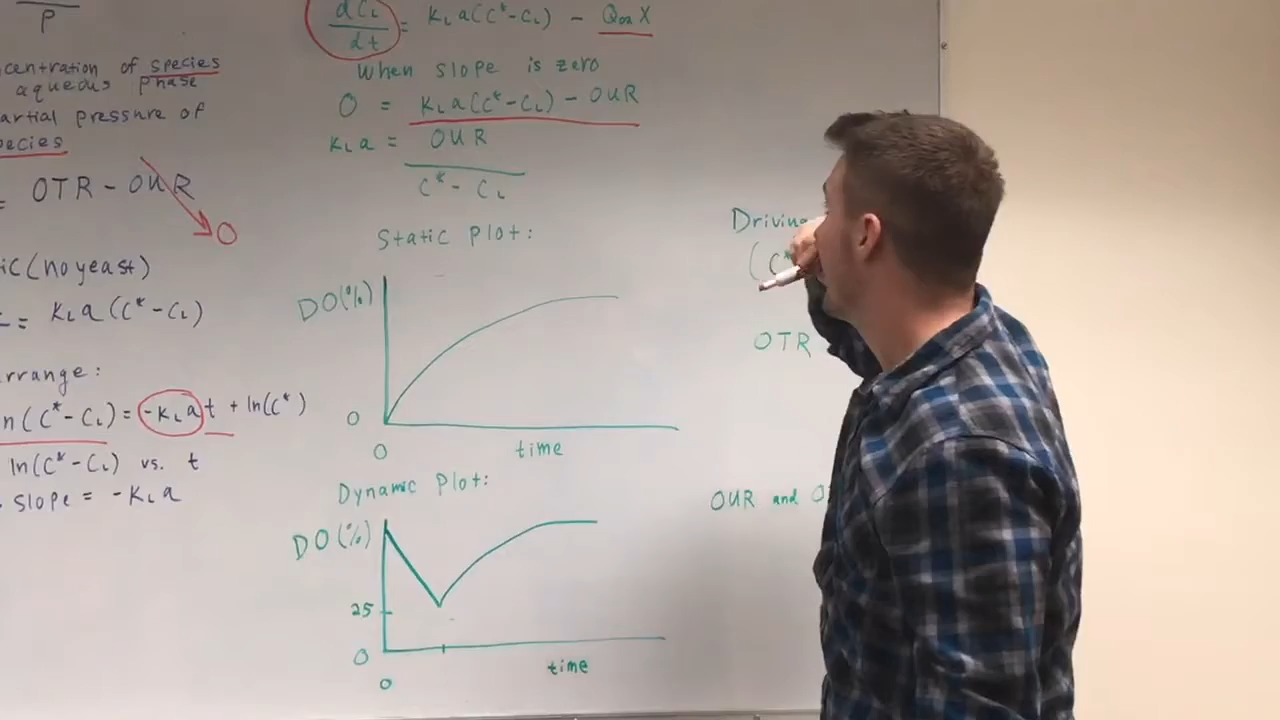 P
ncentration of species
aqueous phase
artial pressure of
ecies
= OTR - OUR
0
ic (no yeast)
= KLa (C* - CL)
rrange:
n(C* - CL) = -KLa t + ln(C*)
ln(C* - CL) vs. t
slope = -KLa
dCL/dt = KLa(C* - CL) - QO2 X
When slope is zero
0 = KLa(C* - CL) - OUR
KLa = OUR
C* - CL
Static Plot:
DO(%)
0
0
time
Dynamic Plot:
DO(%)
25
0
0
time
Driving
(C*
OTR
OUR and O